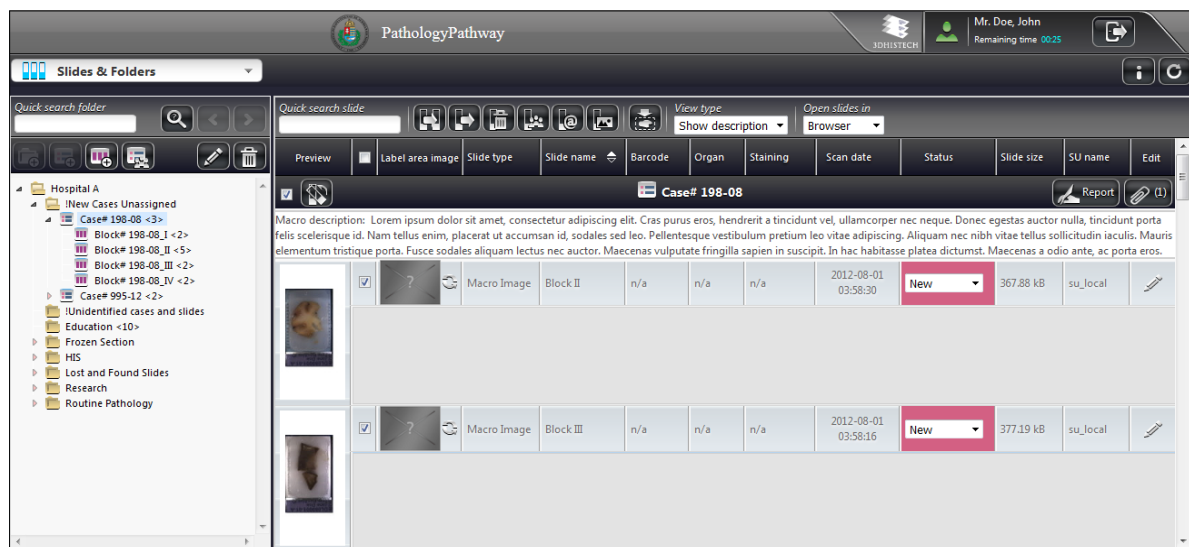 PathologyPathway
3DHISTECH
Mr. Doe, John
Remaining time 00:25
Slides & Folders
Quick search folder
Quick search slide
View type
Show description
Open slides in
Browser
Preview
Label area image
Slide type
Slide name
Barcode
Organ
Staining
Scan date
Status
Slide size
SU name
Edit
Hospital A
!New Cases Unassigned
Case# 198-08 <3>
Block# 198-08_I <2>
Block# 198-08_II <5>
Block# 198-08_III <2>
Block# 198-08_IV <2>
Case# 995-12 <2>
!Unidentified cases and slides
Education <10>
Frozen Section
HIS
Lost and Found Slides
Research
Routine Pathology
Case# 198-08
Report
(1)
Macro description: Lorem ipsum dolor sit amet, consectetur adipiscing elit. Cras purus eros, hendrerit a tincidunt vel, ullamcorper nec neque. Donec egestas auctor nulla, tincidunt porta
felis scelerisque id. Nam tellus enim, placerat ut accumsan id, sodales sed leo. Pellentesque vestibulum pretium leo vitae adipiscing. Aliquam nec nibh vitae tellus sollicitudin iaculis. Mauris
elementum tristique porta. Fusce sodales aliquam lectus nec auctor. Maecenas vulputate fringilla sapien in suscipit. In hac habitasse platea dictumst. Maecenas a odio ante, ac porta eros.
?
Macro Image
Block II
n/a
n/a
n/a
2012-08-01
03:58:30
New
367.88 kB
su_local
?
Macro Image
Block III
n/a
n/a
n/a
2012-08-01
03:58:16
New
377.19 kB
su_local